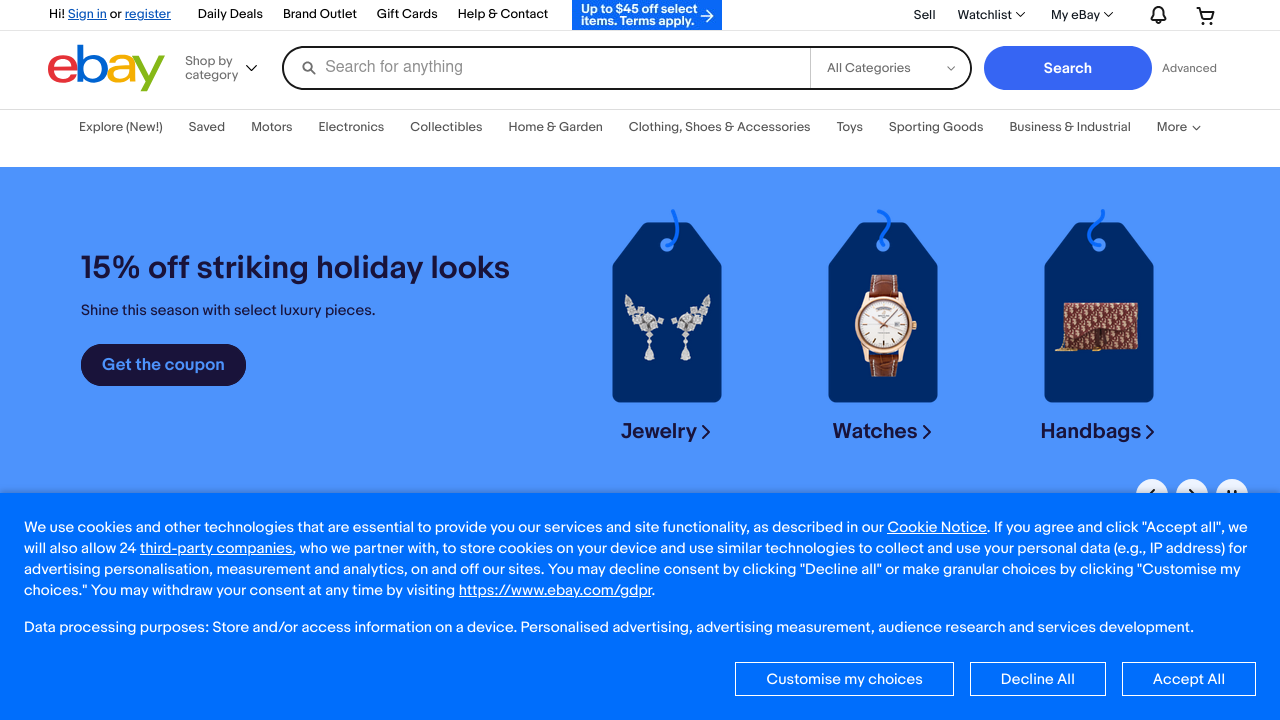 Hi! Sign in or register
Daily Deals
Brand Outlet
Gift Cards
Help & Contact
Up to $45 off select
items. Terms apply.
Sell
Watchlist
My eBay
ebay
Shop by
category
Search for anything
All Categories
Search
Advanced
Explore (New!)
Saved
Motors
Electronics
Collectibles
Home & Garden
Clothing, Shoes & Accessories
Toys
Sporting Goods
Business & Industrial
More
15% off striking holiday looks
Shine this season with select luxury pieces.
Get the coupon
Jewelry
Watches
Handbags
We use cookies and other technologies that are essential to provide you our services and site functionality, as described in our Cookie Notice. If you agree and click "Accept all", we
will also allow 24 third-party companies, who we partner with, to store cookies on your device and use similar technologies to collect and use your personal data (e.g., IP address) for
advertising personalisation, measurement and analytics, on and off our sites. You may decline consent by clicking "Decline all" or make granular choices by clicking "Customise my
choices." You may withdraw your consent at any time by visiting https://www.ebay.com/gdpr.
Data processing purposes: Store and/or access information on a device. Personalised advertising, advertising measurement, audience research and services development.
Customise my choices
Decline All
Accept All